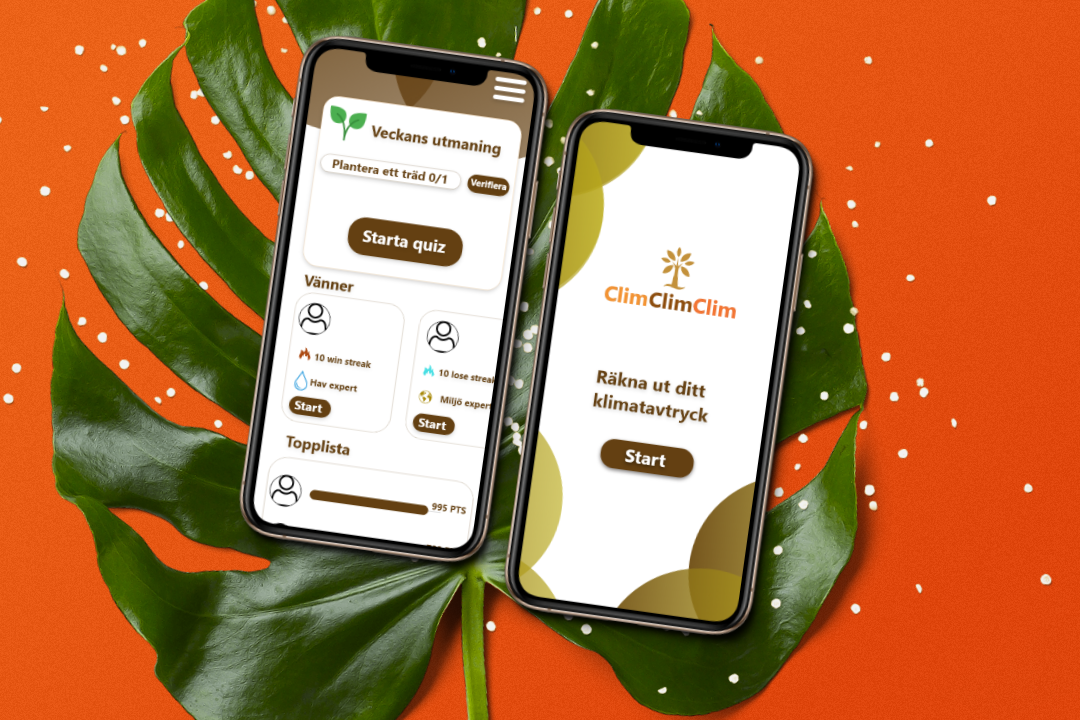 Veckans utmaning
Plantera ett träd 0/1
Verifiera
Starta quiz
Vänner
10 win streak
Hav expert
Start
10 lose streak
Miljö expert
Start
Topplista
995 PTS
ClimClimClim
Räkna ut ditt
klimatavtryck
Start